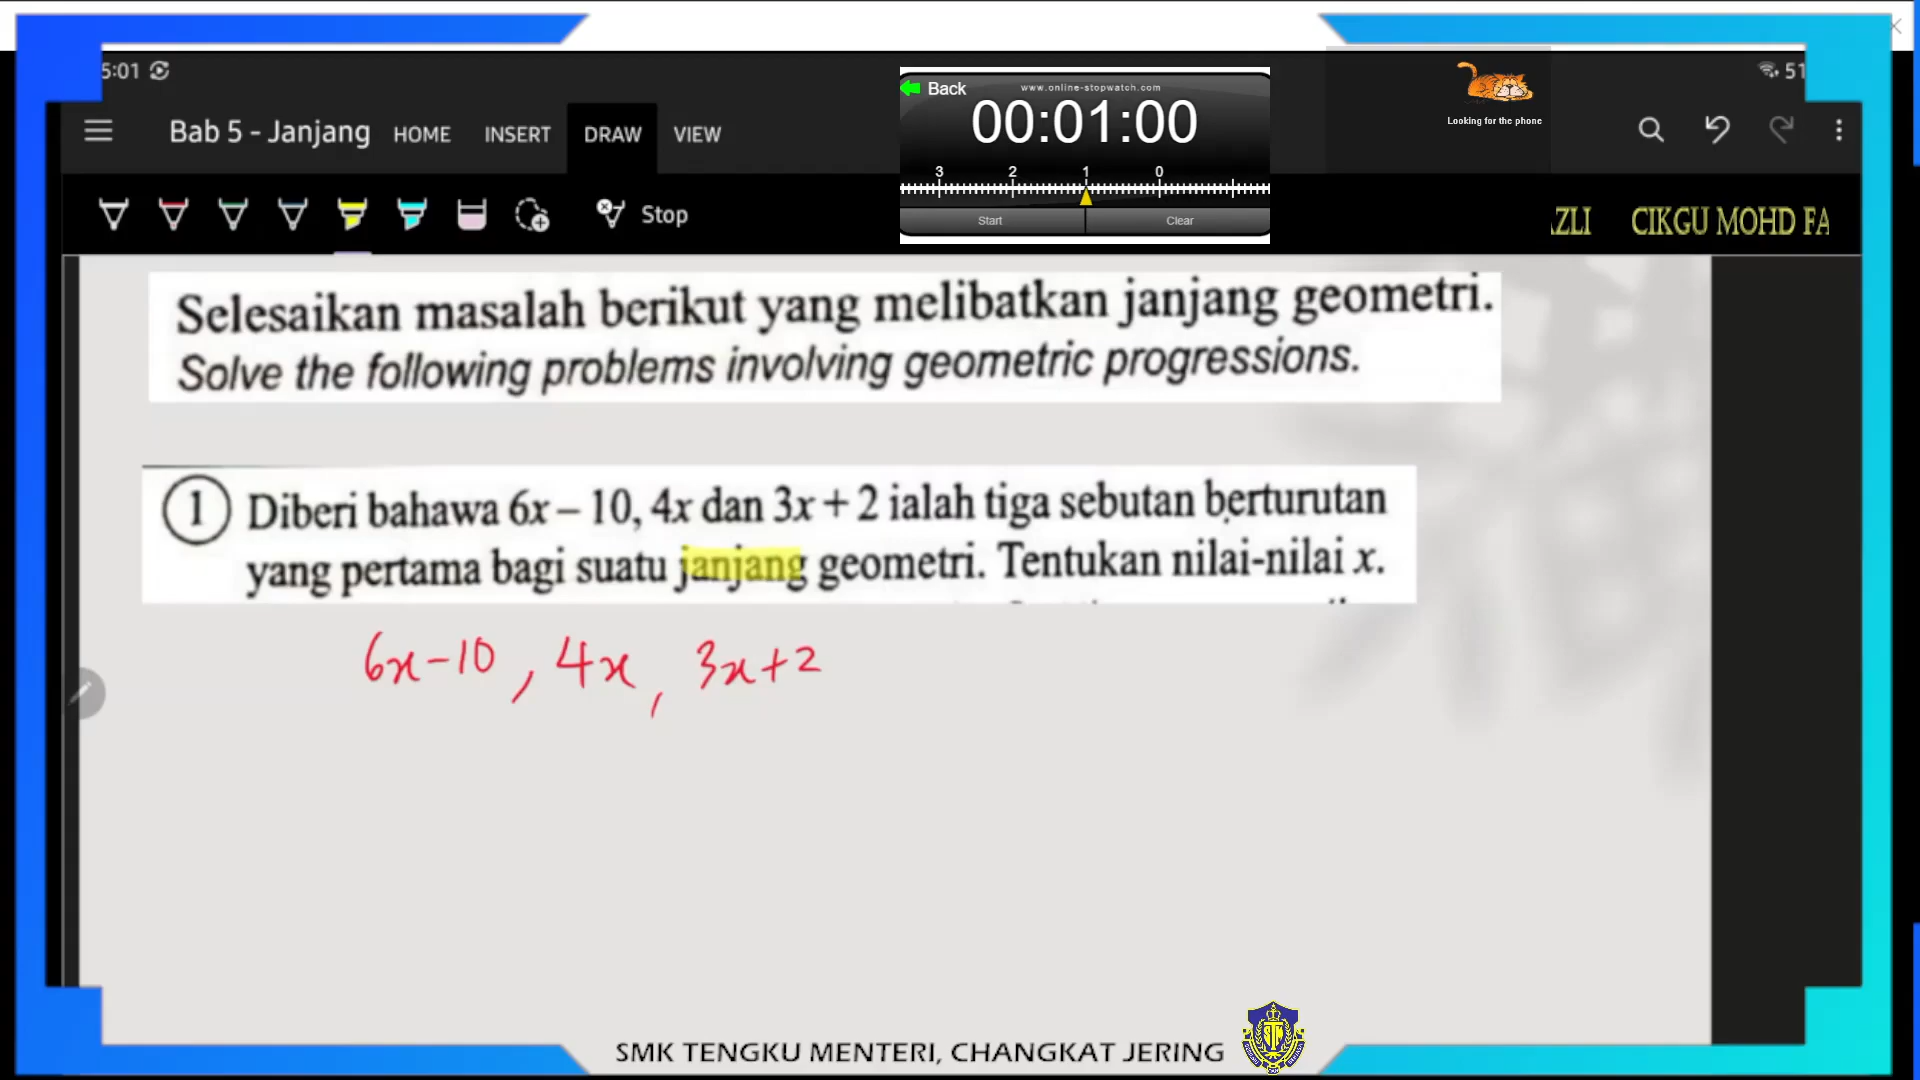 5:01
51
Back
www.online-stopwatch.com
00:01:00
3 2 1 0
Start Clear
Looking for the phone
Bab 5 - Janjang HOME INSERT DRAW VIEW
Stop
ZLI CIKGU MOHD FA
Selesaikan masalah berikut yang melibatkan janjang geometri.
Solve the following problems involving geometric progressions.
1 Diberi bahawa 6x – 10, 4x dan 3x + 2 ialah tiga sebutan berturutan
yang pertama bagi suatu janjang geometri. Tentukan nilai-nilai x.
6x-10, 4x, 3x+2
SMK TENGKU MENTERI, CHANGKAT JERING